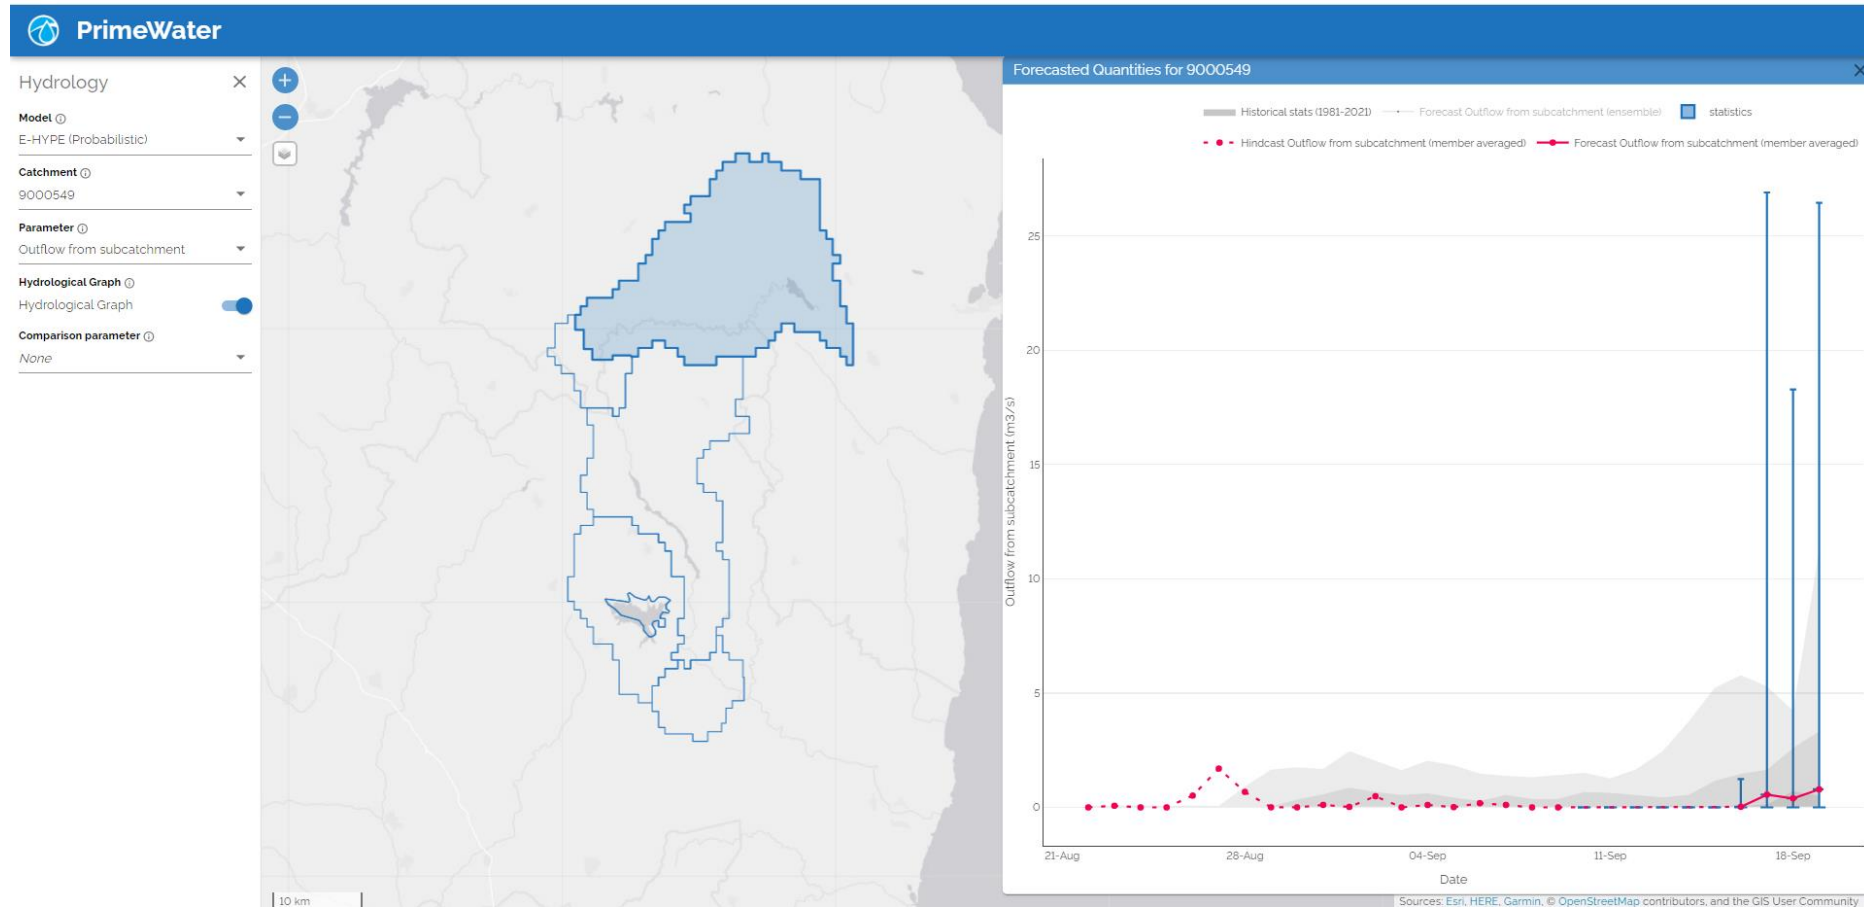 PrimeWater
Hydrology
Model
E-HYPE (Probabilistic)
Catchment
9000549
Parameter
Outflow from subcatchment
Hydrological Graph
Hydrological Graph
Comparison parameter
None
10 km
Forecasted Quantities for 9000549
Historical stats (1981-2021) Forecast Outflow from subcatchment (ensemble) statistics
Hindcast Outflow from subcatchment (member averaged) Forecast Outflow from subcatchment (member averaged)
Outflow from subcatchment (m3/s)
25
20
15
10
5
0
21-Aug 28-Aug 04-Sep 11-Sep 18-Sep
Date
Sources: Esri, HERE, Garmin, © OpenStreetMap contributors, and the GIS User Community